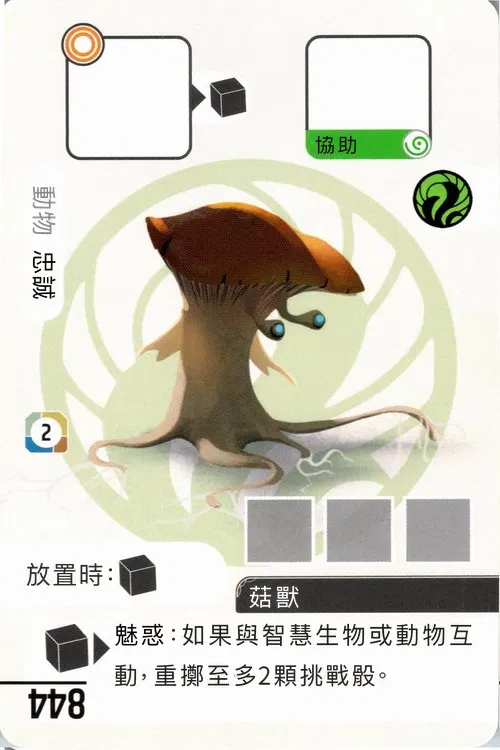 協助
動物 忠誠
2
放置時：
菇獸
魅惑：如果與智慧生物或動物互
動，重擲至多2顆挑戰骰。
844